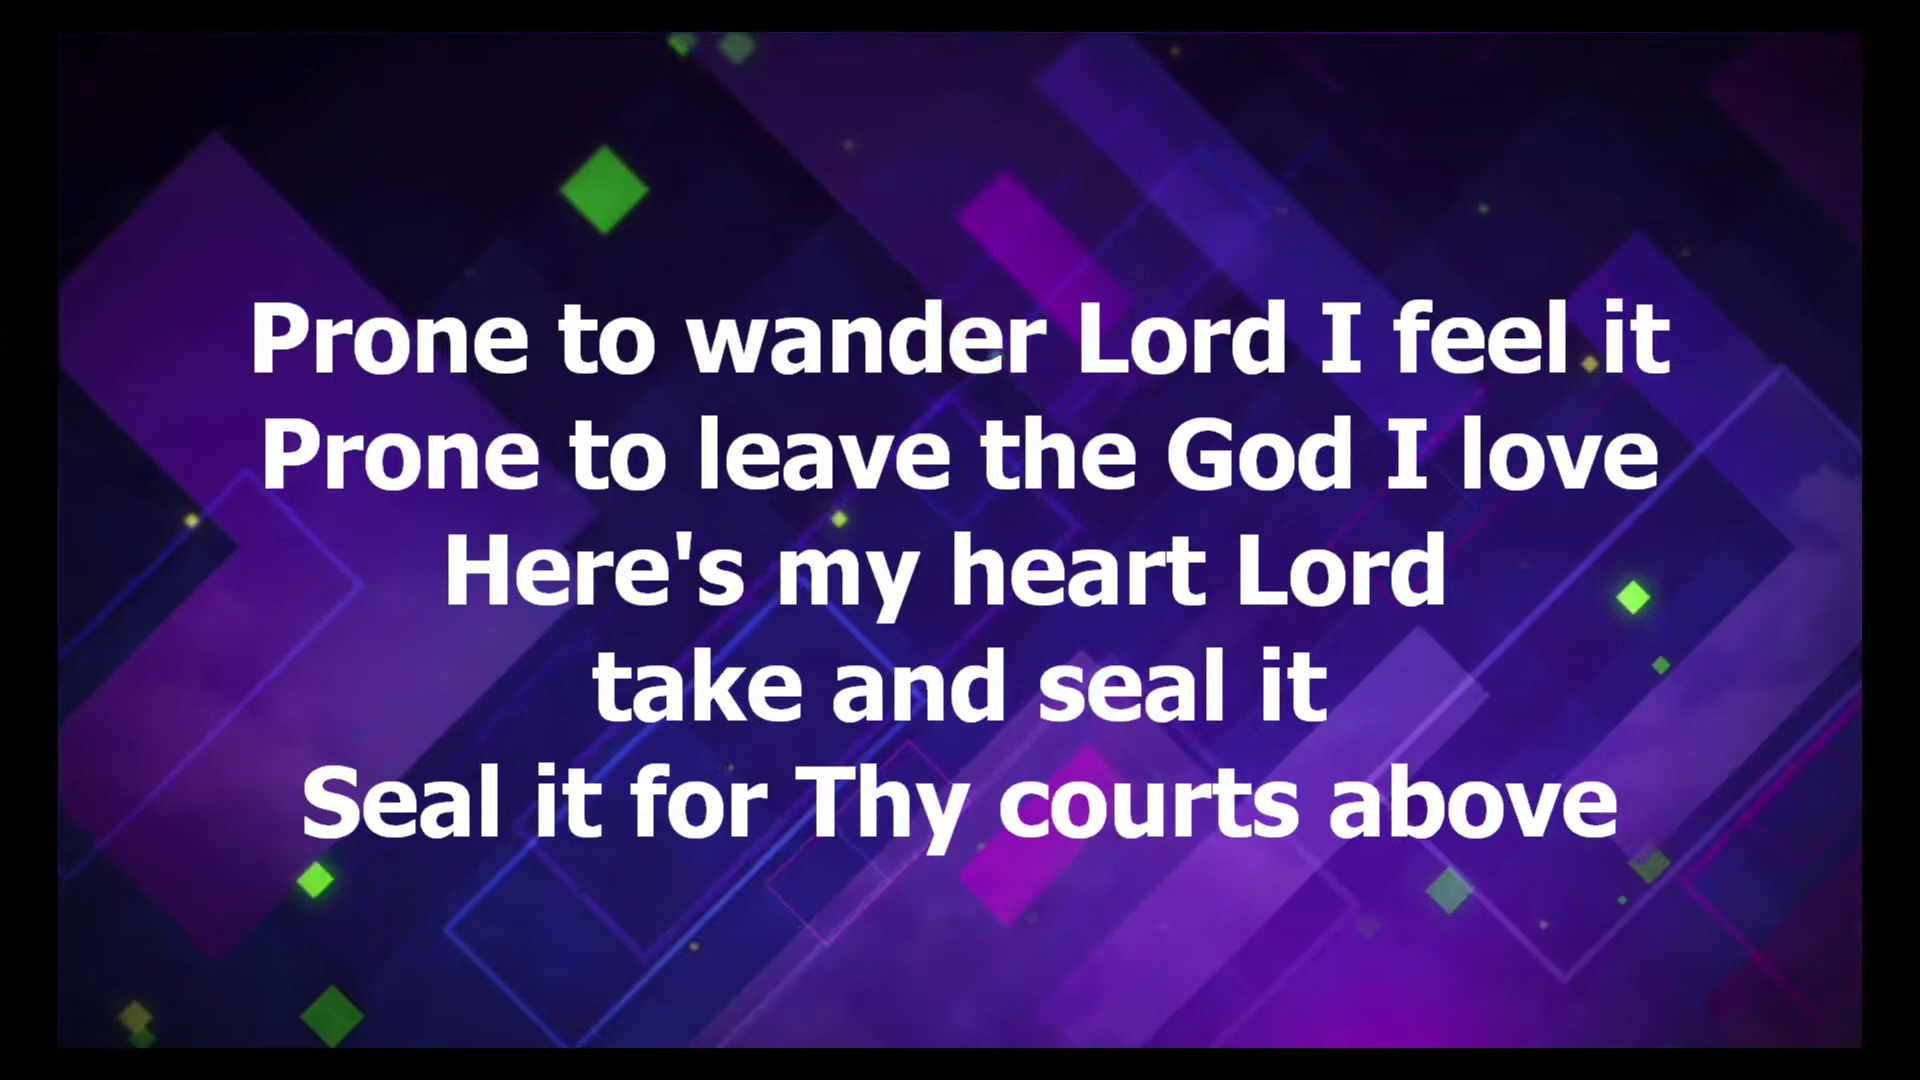 Prone to wander Lord I feel it
Prone to leave the God I love
Here's my heart Lord
take and seal it
Seal it for Thy courts above